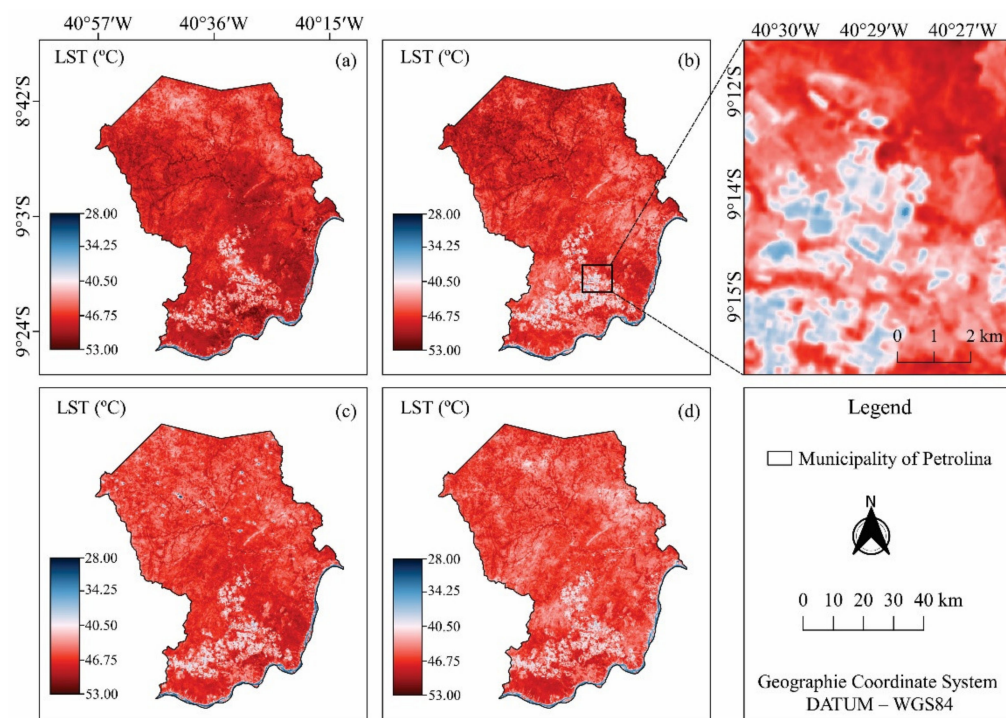 40°57'W 40°36'W 40°15'W
40°30'W 40°29'W 40°27'W
8°42'S
9°3'S
9°24'S
LST (ºC)
(a)
28.00
34.25
40.50
46.75
53.00
LST (ºC)
(b)
28.00
34.25
40.50
46.75
53.00
9°12'S
9°14'S
9°15'S
0 1 2 km
LST (ºC)
(c)
28.00
34.25
40.50
46.75
53.00
LST (ºC)
(d)
28.00
34.25
40.50
46.75
53.00
Legend
Municipality of Petrolina
N
0 10 20 30 40 km
Geographie Coordinate System
DATUM – WGS84